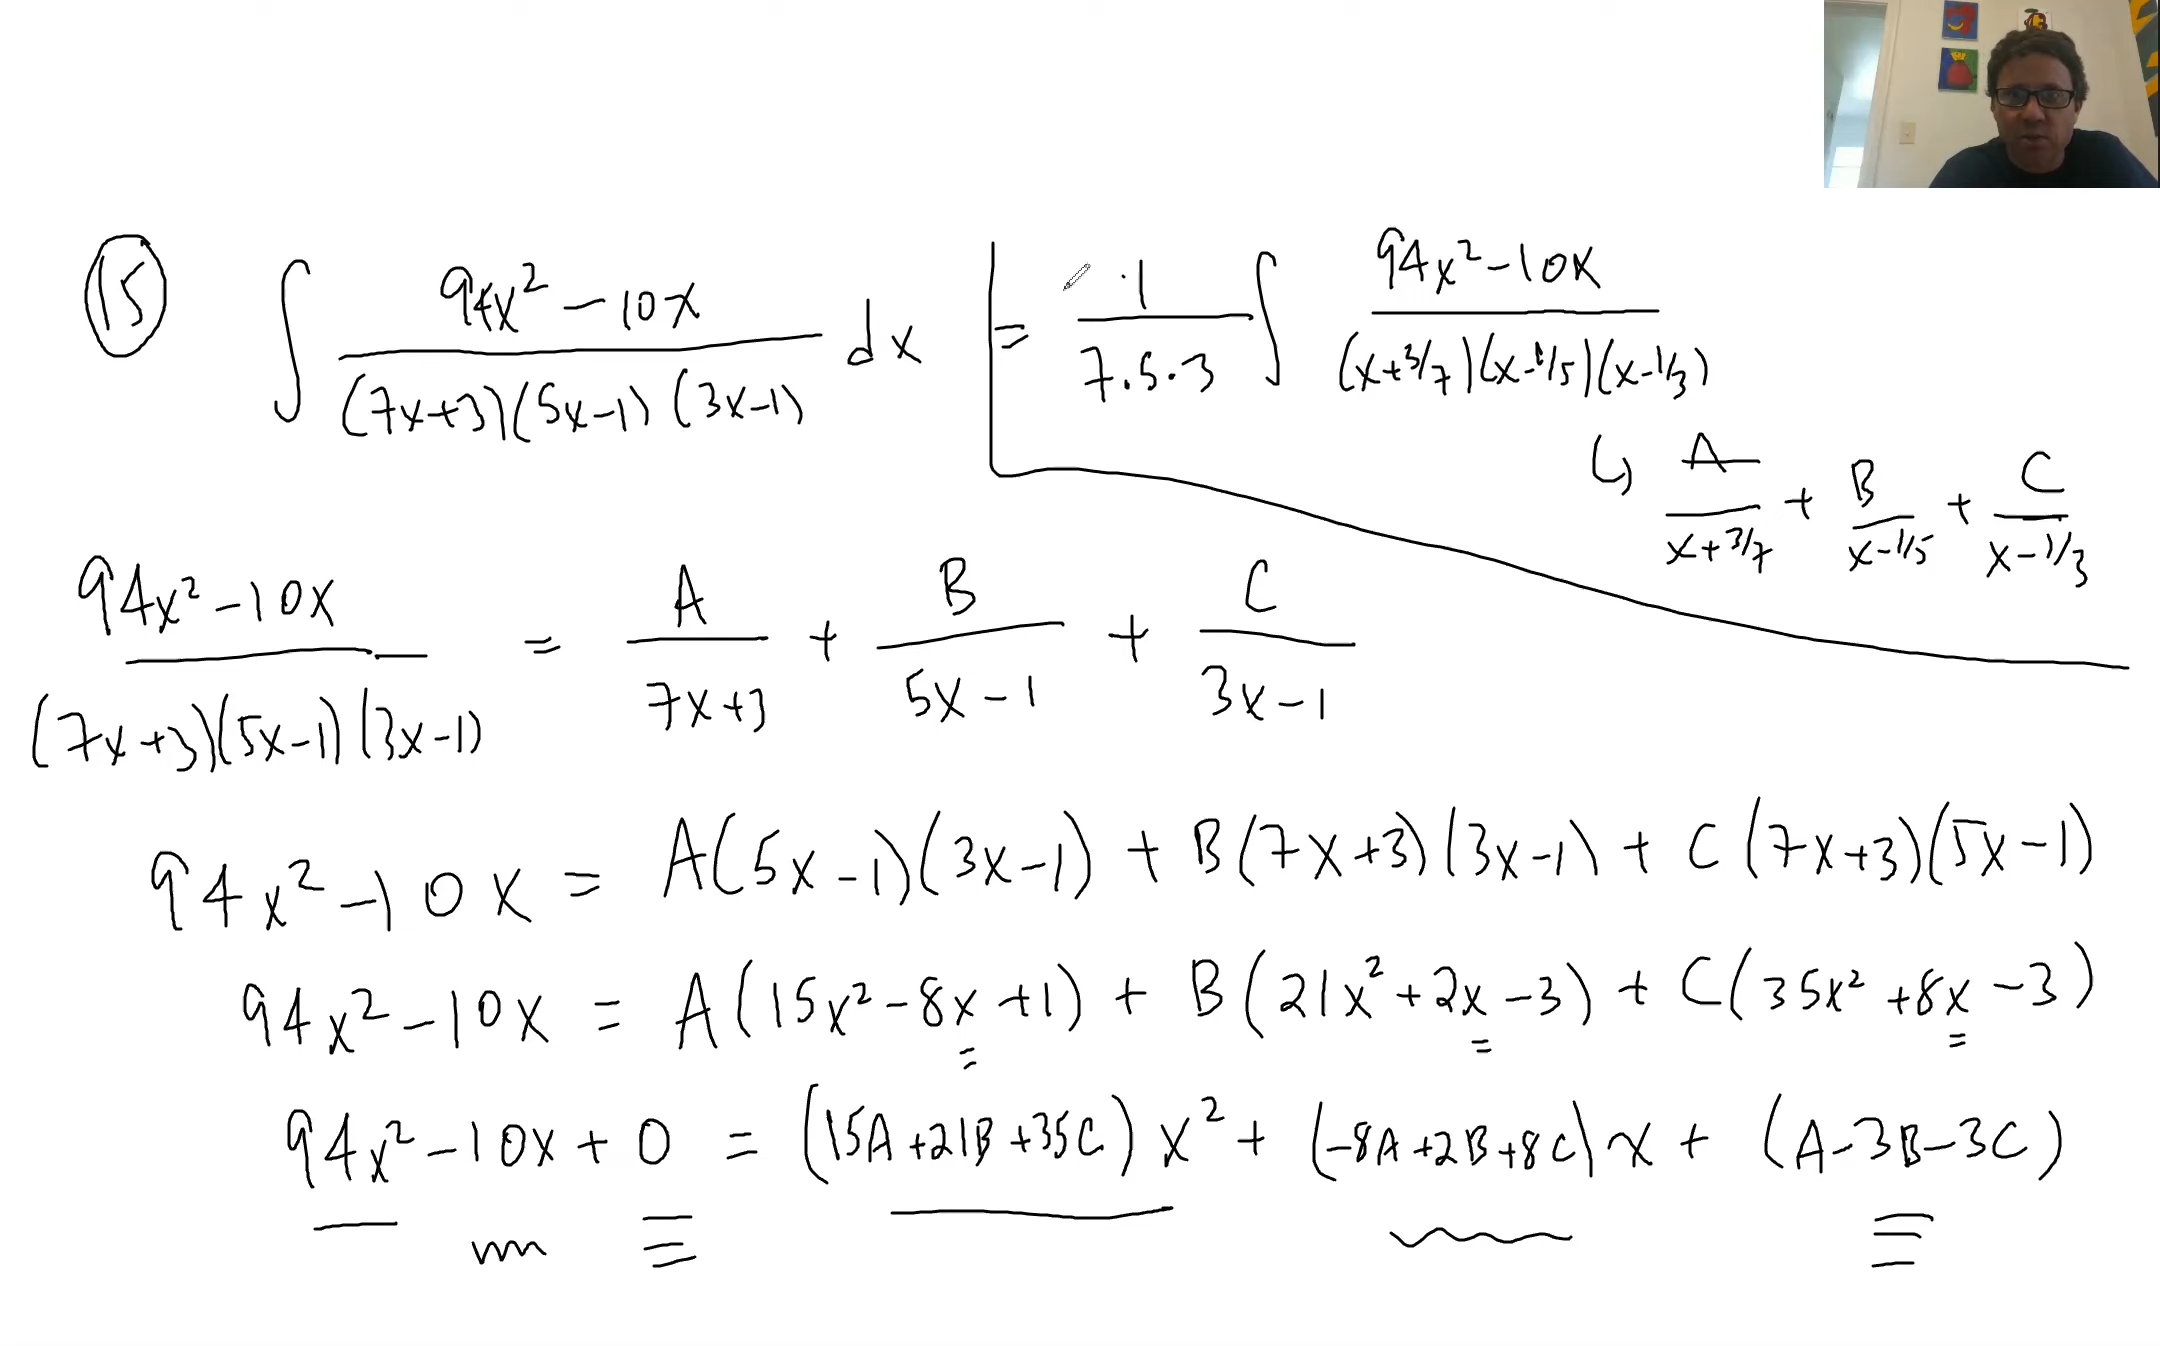 15 ∫ (94x² - 10x) / ((7x+3)(5x-1)(3x-1)) dx = 1/(7·5·3) ∫ (94x² - 10x) / ((x+3/7)(x-1/5)(x-1/3))
↳ A/(x+3/7) + B/(x-1/5) + C/(x-1/3)
(94x² - 10x) / ((7x+3)(5x-1)(3x-1)) = A/(7x+3) + B/(5x-1) + C/(3x-1)
94x² - 10x = A(5x-1)(3x-1) + B(7x+3)(3x-1) + C(7x+3)(5x-1)
94x² - 10x = A(15x² - 8x + 1) + B(21x² + 2x - 3) + C(35x² + 8x - 3)
94x² - 10x + 0 = (15A + 21B + 35C)x² + (-8A + 2B + 8C)x + (A - 3B - 3C)